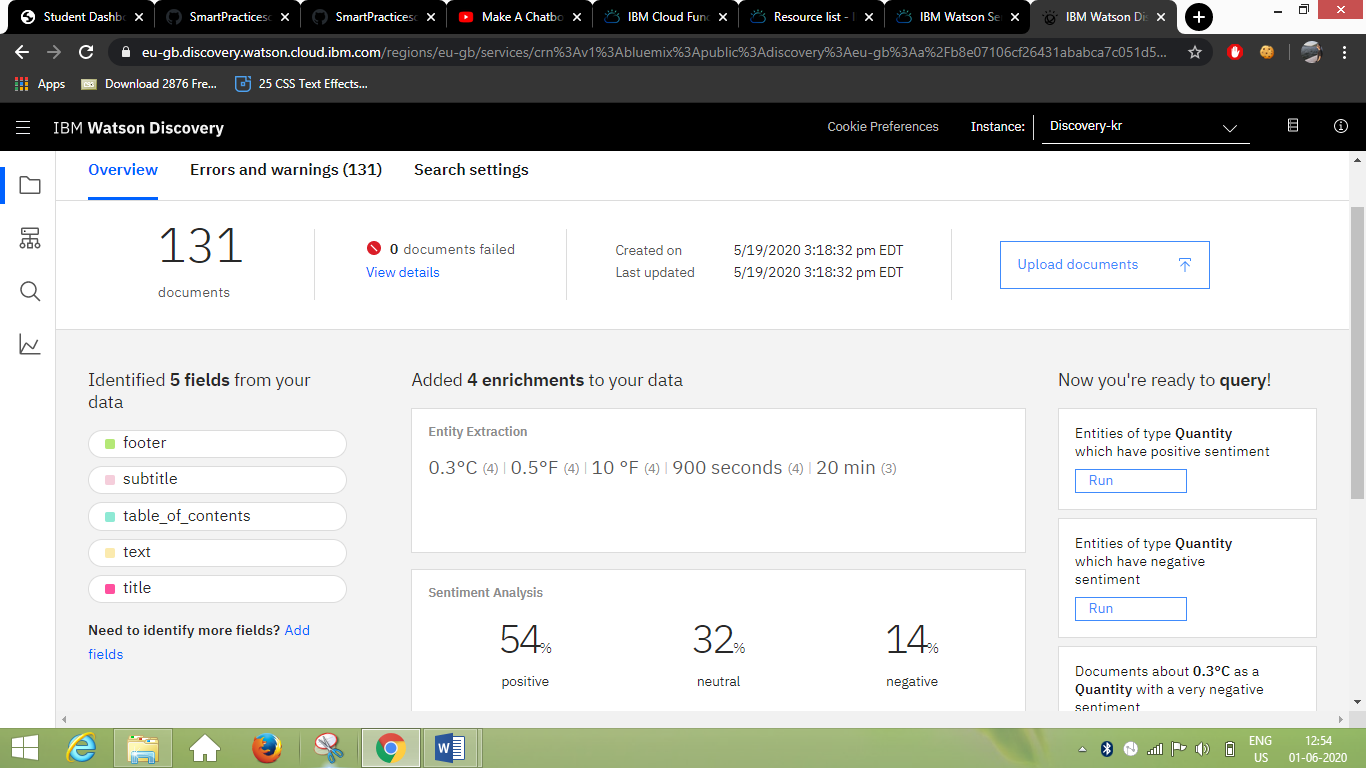 Student Dashbo
SmartPracticesc
SmartPracticesc
Make A Chatbo
IBM Cloud Func
Resource list - I
IBM Watson Se
IBM Watson Dis
eu-gb.discovery.watson.cloud.ibm.com/regions/eu-gb/services/crn%3Av1%3Abluemix%3Apublic%3Adiscovery%3Aeu-gb%3Aa%2Fb8e07106cf26431ababca7c051d5...
Apps
Download 2876 Fre...
25 CSS Text Effects...
IBM Watson Discovery
Cookie Preferences
Instance:
Discovery-kr
Overview
Errors and warnings (131)
Search settings
131
documents
0 documents failed
View details
Created on 5/19/2020 3:18:32 pm EDT
Last updated 5/19/2020 3:18:32 pm EDT
Upload documents
Identified 5 fields from your
data
footer
subtitle
table_of_contents
text
title
Need to identify more fields? Add
fields
Added 4 enrichments to your data
Entity Extraction
0.3°C (4) | 0.5°F (4) | 10 °F (4) | 900 seconds (4) | 20 min (3)
Sentiment Analysis
54% 32% 14%
positive neutral negative
Now you're ready to query!
Entities of type Quantity
which have positive sentiment
Run
Entities of type Quantity
which have negative
sentiment
Run
Documents about 0.3°C as a
Quantity with a very negative
sentiment
ENG
US
12:54
01-06-2020